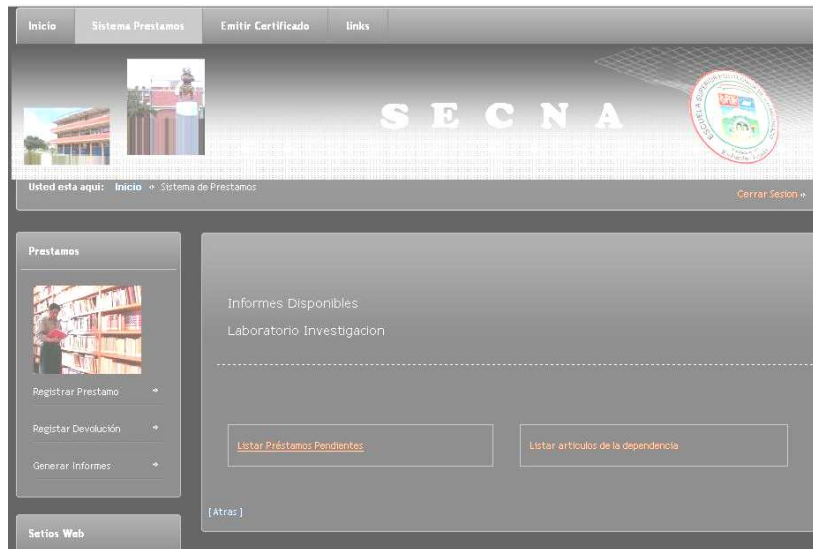 Inicio Sistema Prestamos Emitir Certificado links
SECNA
Usted esta aqui: Inicio Sistema de Prestamos
Cerrar Sesion
Prestamos
Registrar Prestamo
Registar Devolución
Generar Informes
Setios Web
Informes Disponibles
Laboratorio Investigacion
Listar Préstamos Pendientes Listar articulos de la dependencia
[Atras]